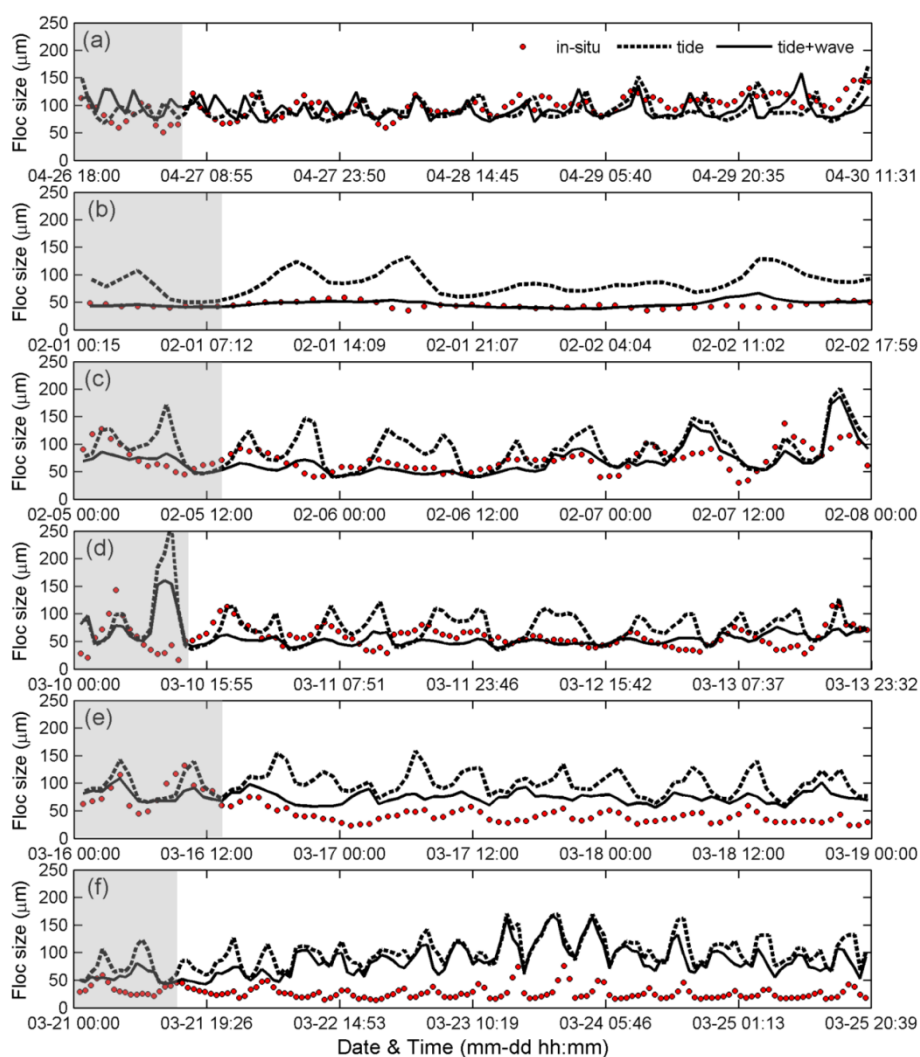 (a)
in-situ tide tide+wave
Floc size (μm)
250
200
150
100
50
0
04-26 18:00 04-27 08:55 04-27 23:50 04-28 14:45 04-29 05:40 04-29 20:35 04-30 11:31
(b)
Floc size (μm)
250
200
150
100
50
0
02-01 00:15 02-01 07:12 02-01 14:09 02-01 21:07 02-02 04:04 02-02 11:02 02-02 17:59
(c)
Floc size (μm)
250
200
150
100
50
0
02-05 00:00 02-05 12:00 02-06 00:00 02-06 12:00 02-07 00:00 02-07 12:00 02-08 00:00
(d)
Floc size (μm)
250
200
150
100
50
0
03-10 00:00 03-10 15:55 03-11 07:51 03-11 23:46 03-12 15:42 03-13 07:37 03-13 23:32
(e)
Floc size (μm)
250
200
150
100
50
0
03-16 00:00 03-16 12:00 03-17 00:00 03-17 12:00 03-18 00:00 03-18 12:00 03-19 00:00
(f)
Floc size (μm)
250
200
150
100
50
0
03-21 00:00 03-21 19:26 03-22 14:53 03-23 10:19 03-24 05:46 03-25 01:13 03-25 20:39
Date & Time (mm-dd hh:mm)